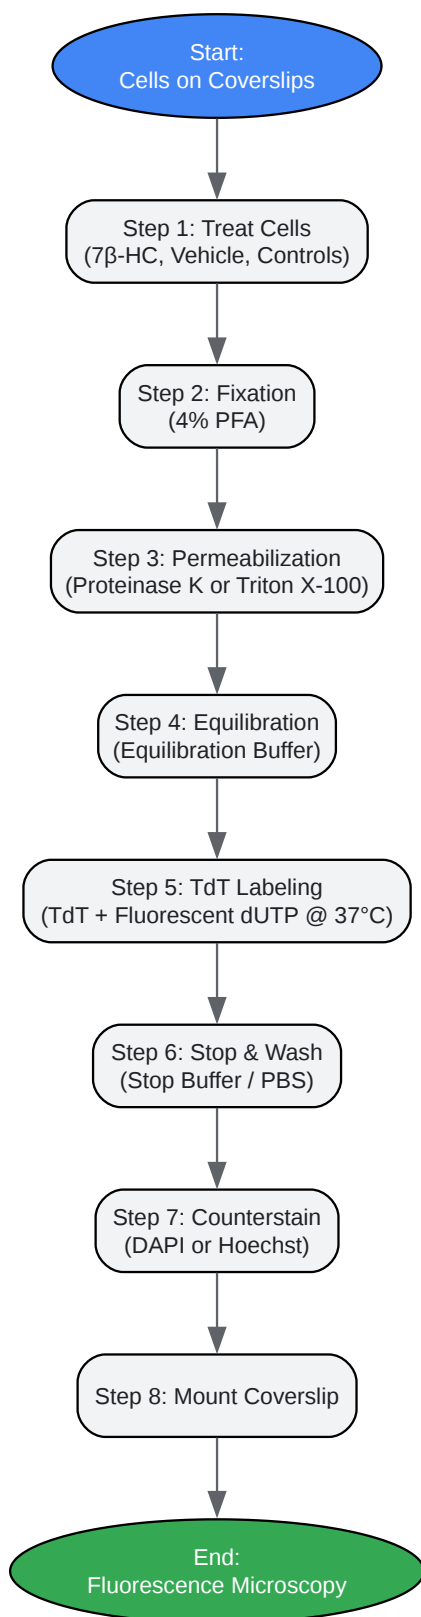 Start:
Cells on Coverslips
Step 1: Treat Cells
(7β-HC, Vehicle, Controls)
Step 2: Fixation
(4% PFA)
Step 3: Permeabilization
(Proteinase K or Triton X-100)
Step 4: Equilibration
(Equilibration Buffer)
Step 5: TdT Labeling
(TdT + Fluorescent dUTP @ 37°C)
Step 6: Stop & Wash
(Stop Buffer / PBS)
Step 7: Counterstain
(DAPI or Hoechst)
Step 8: Mount Coverslip
End:
Fluorescence Microscopy